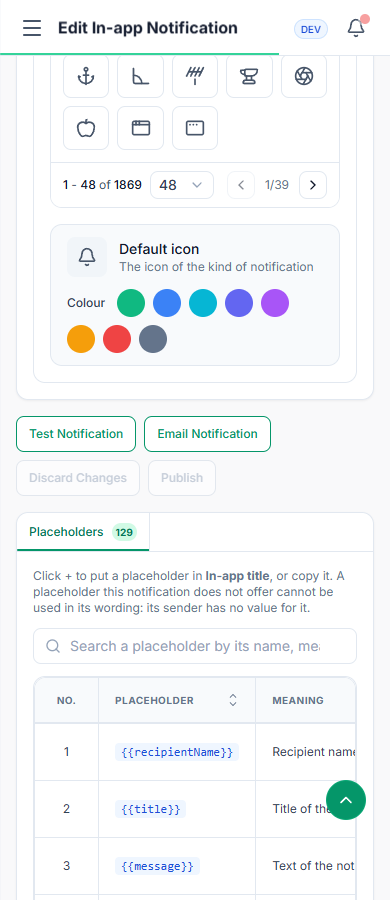 Edit In-app Notification
DEV
1 - 48 of 1869
48
1/39
Default icon
The icon of the kind of notification
Colour
Test Notification
Email Notification
Discard Changes
Publish
Placeholders 129
Click + to put a placeholder in In-app title, or copy it. A
placeholder this notification does not offer cannot be
used in its wording: its sender has no value for it.
Search a placeholder by its name, mea
NO. PLACEHOLDER MEANING
1 {{recipientName}} Recipient name
2 {{title}} Title of the
3 {{message}} Text of the not